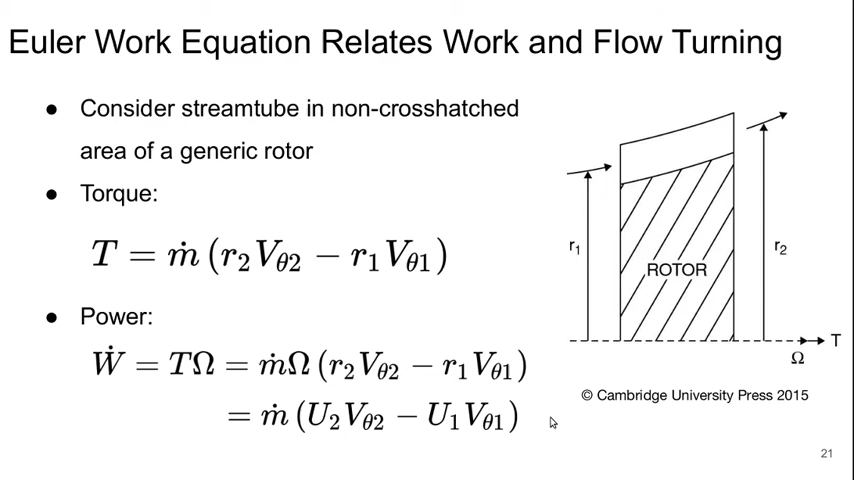 Euler Work Equation Relates Work and Flow Turning
● Consider streamtube in non-crosshatched
area of a generic rotor
● Torque:
T = ṁ (r₂V_θ2 − r₁V_θ1)
● Power:
Ẇ = TΩ = ṁΩ (r₂V_θ2 − r₁V_θ1)
= ṁ (U₂V_θ2 − U₁V_θ1)
r₁
ROTOR
r₂
T
Ω
© Cambridge University Press 2015
21